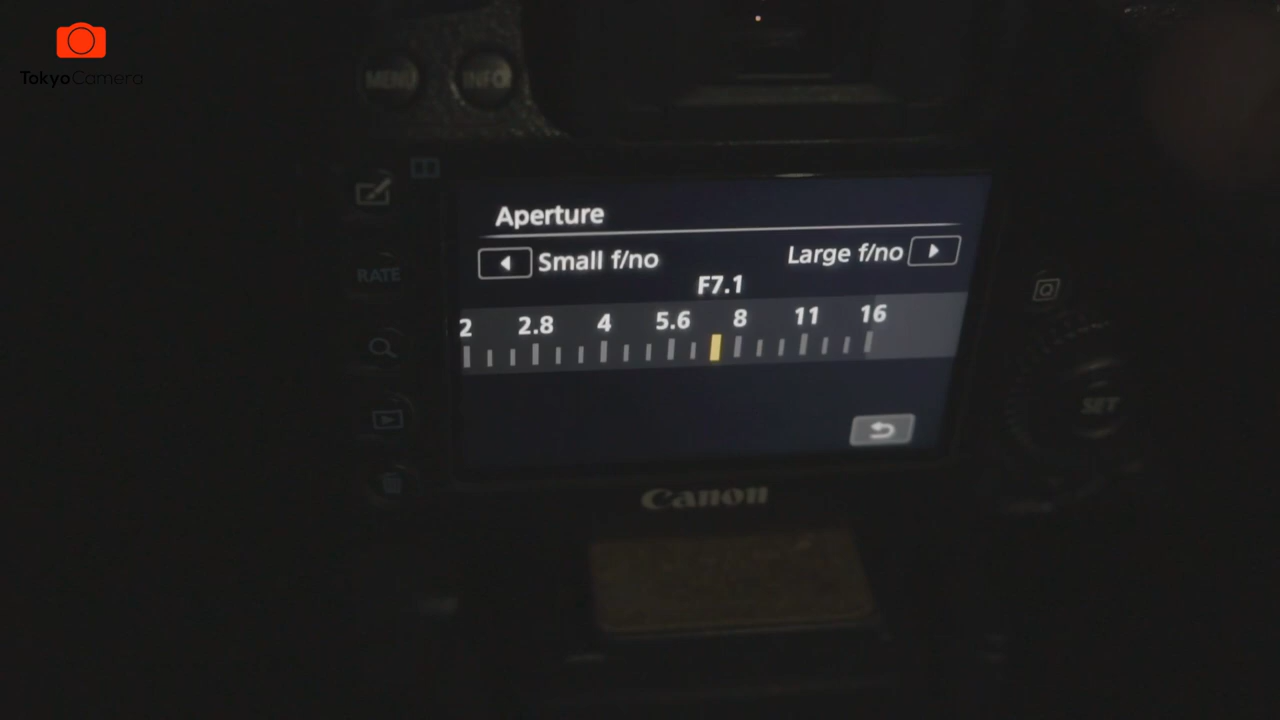 TokyoCamera
MENU INFO
Aperture
Small f/no Large f/no
RATE
F7.1
2 2.8 4 5.6 8 11 16
SET
Canon